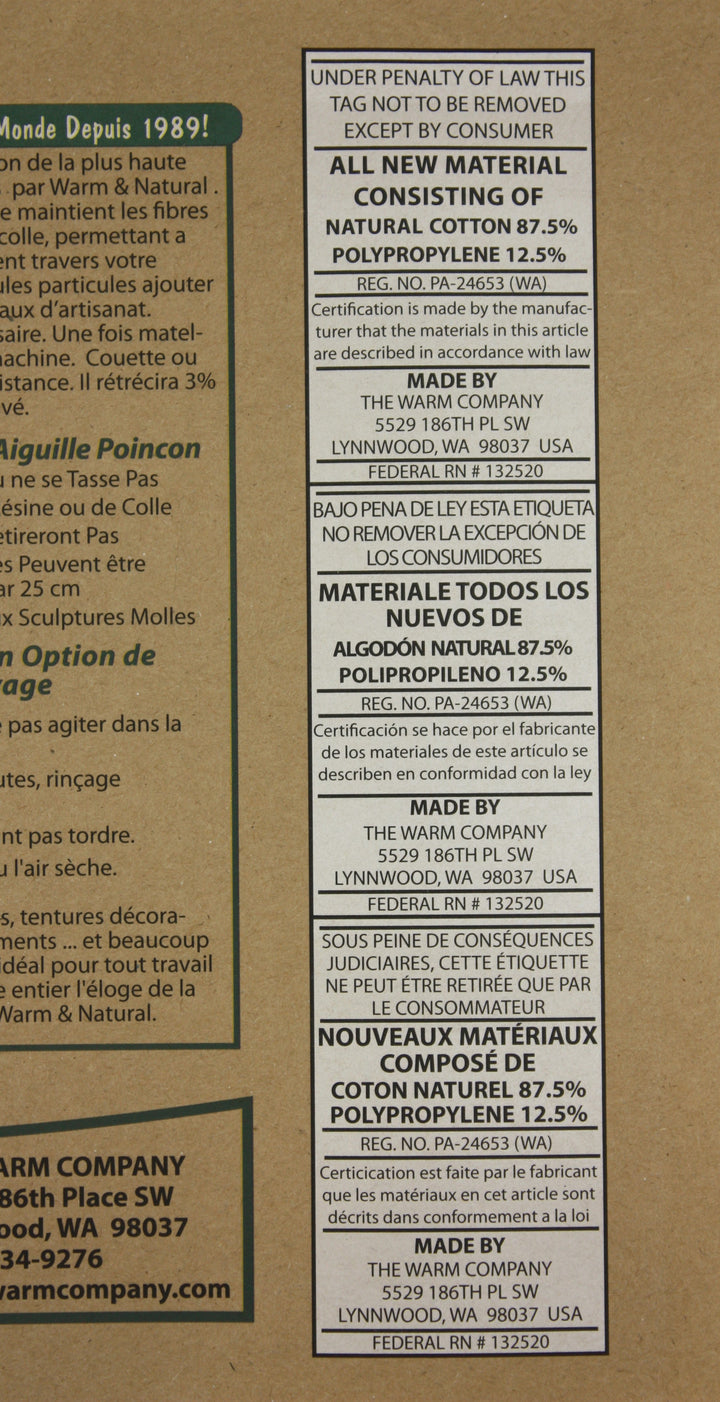 Monde Depuis 1989!
on de la plus haute
par Warm & Natural .
e maintient les fibres
colle, permettant a
ent travers votre
ules particules ajouter
aux d'artisanat.
saire. Une fois matel-
machine. Couette ou
istance. Il rétrécira 3%
vé.
Aiguille Poincon
u ne se Tasse Pas
ésine ou de Colle
etireront Pas
es Peuvent être
ar 25 cm
ux Sculptures Molles
n Option de
age
e pas agiter dans la
utes, rinçage
nt pas tordre.
u l'air sèche.
s, tentures décora-
ments ... et beaucoup
idéal pour tout travail
e entier l'éloge de la
Warm & Natural.
ARM COMPANY
86th Place SW
ood, WA 98037
34-9276
warmcompany.com
UNDER PENALTY OF LAW THIS
TAG NOT TO BE REMOVED
EXCEPT BY CONSUMER
ALL NEW MATERIAL
CONSISTING OF
NATURAL COTTON 87.5%
POLYPROPYLENE 12.5%
REG. NO. PA-24653 (WA)
Certification is made by the manufac-
turer that the materials in this article
are described in accordance with law
MADE BY
THE WARM COMPANY
5529 186TH PL SW
LYNNWOOD, WA 98037 USA
FEDERAL RN # 132520
BAJO PENA DE LEY ESTA ETIQUETA
NO REMOVER LA EXCEPCIÓN DE
LOS CONSUMIDORES
MATERIALE TODOS LOS
NUEVOS DE
ALGODÓN NATURAL 87.5%
POLIPROPILENO 12.5%
REG. NO. PA-24653 (WA)
Certificación se hace por el fabricante
de los materiales de este artículo se
describen en conformidad con la ley
MADE BY
THE WARM COMPANY
5529 186TH PL SW
LYNNWOOD, WA 98037 USA
FEDERAL RN # 132520
SOUS PEINE DE CONSÉQUENCES
JUDICIAIRES, CETTE ÉTIQUETTE
NE PEUT ÉTRE RETIRÉE QUE PAR
LE CONSOMMATEUR
NOUVEAUX MATÉRIAUX
COMPOSÉ DE
COTON NATUREL 87.5%
POLYPROPYLENE 12.5%
REG. NO. PA-24653 (WA)
Certicication est faite par le fabricant
que les matériaux en cet article sont
décrits dans conformement a la loi
MADE BY
THE WARM COMPANY
5529 186TH PL SW
LYNNWOOD, WA 98037 USA
FEDERAL RN # 132520